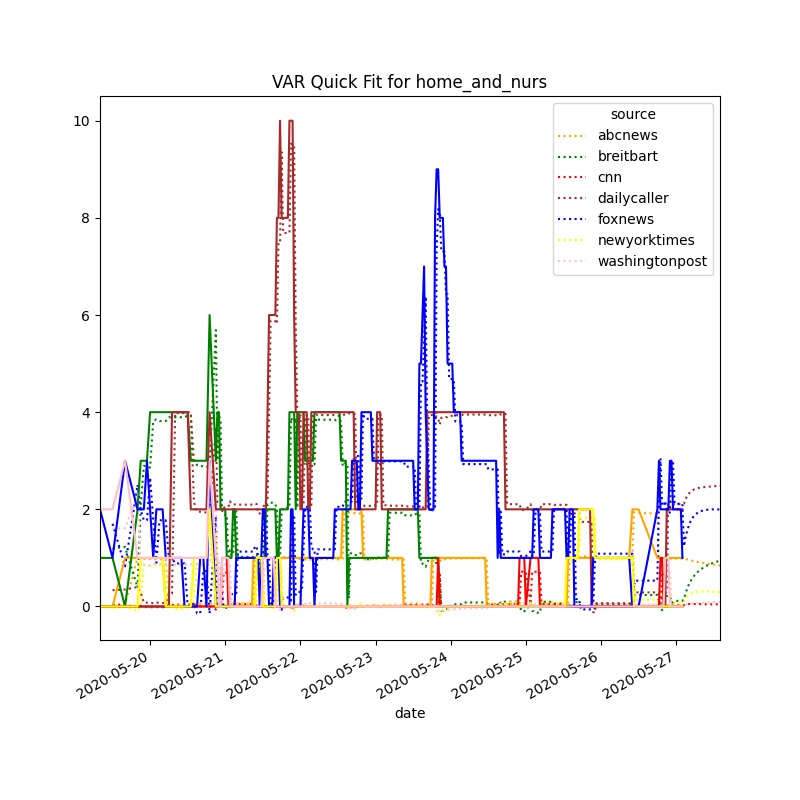 VAR Quick Fit for home_and_nurs
10
8
6
4
2
0
source
abcnews
breitbart
cnn
dailycaller
foxnews
newyorktimes
washingtonpost
2020-05-20
2020-05-21
2020-05-22
2020-05-23
2020-05-24
2020-05-25
2020-05-26
2020-05-27
date